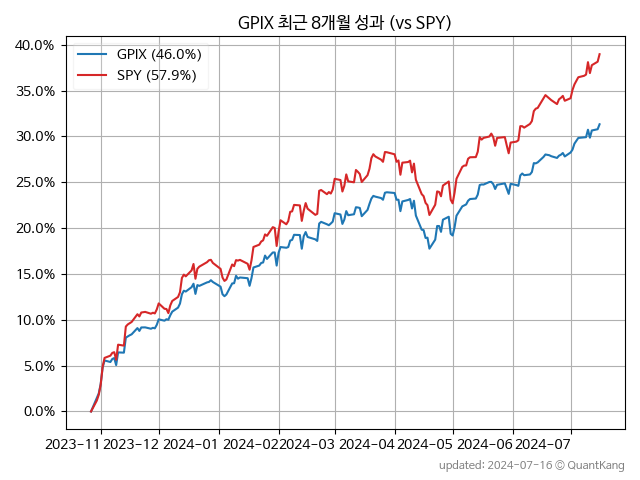 GPIX 최근 8개월 성과 (vs SPY)
GPIX (46.0%)
SPY (57.9%)
40.0%
35.0%
30.0%
25.0%
20.0%
15.0%
10.0%
5.0%
0.0%
2023-11 2023-12 2024-01 2024-02 2024-03 2024-04 2024-05 2024-06 2024-07
updated: 2024-07-16 © QuantKang